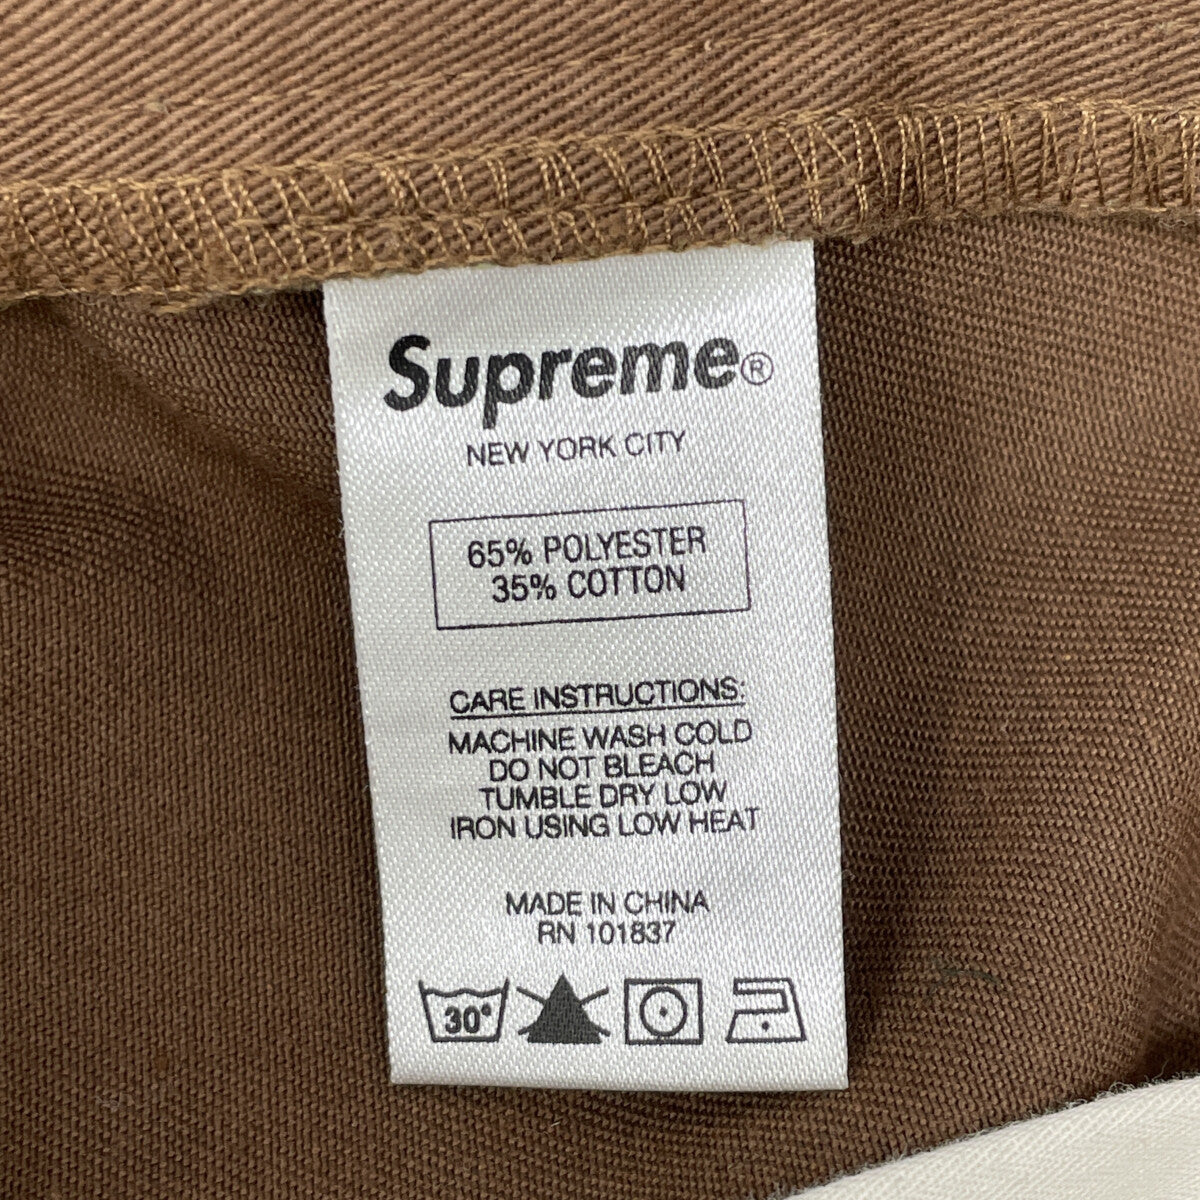 Supreme®
NEW YORK CITY
65% POLYESTER
35% COTTON
CARE INSTRUCTIONS:
MACHINE WASH COLD
DO NOT BLEACH
TUMBLE DRY LOW
IRON USING LOW HEAT
MADE IN CHINA
RN 101837
30°